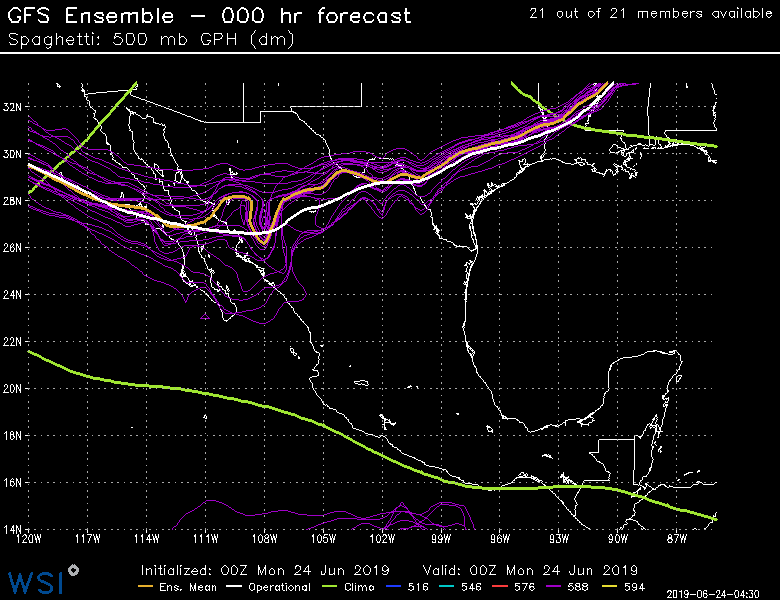 GFS Ensemble – 000 hr forecast
21 out of 21 members available
Spaghetti: 500 mb GPH (dm)
32N
30N
28N
26N
24N
22N
20N
18N
16N
14N
120W 117W 114W 111W 108W 105W 102W 99W 96W 93W 90W 87W
Initialized: 00Z Mon 24 Jun 2019 Valid: 00Z Mon 24 Jun 2019
WSI
Ens. Mean Operational Climo 516 546 576 588 594
2019-06-24-04:30